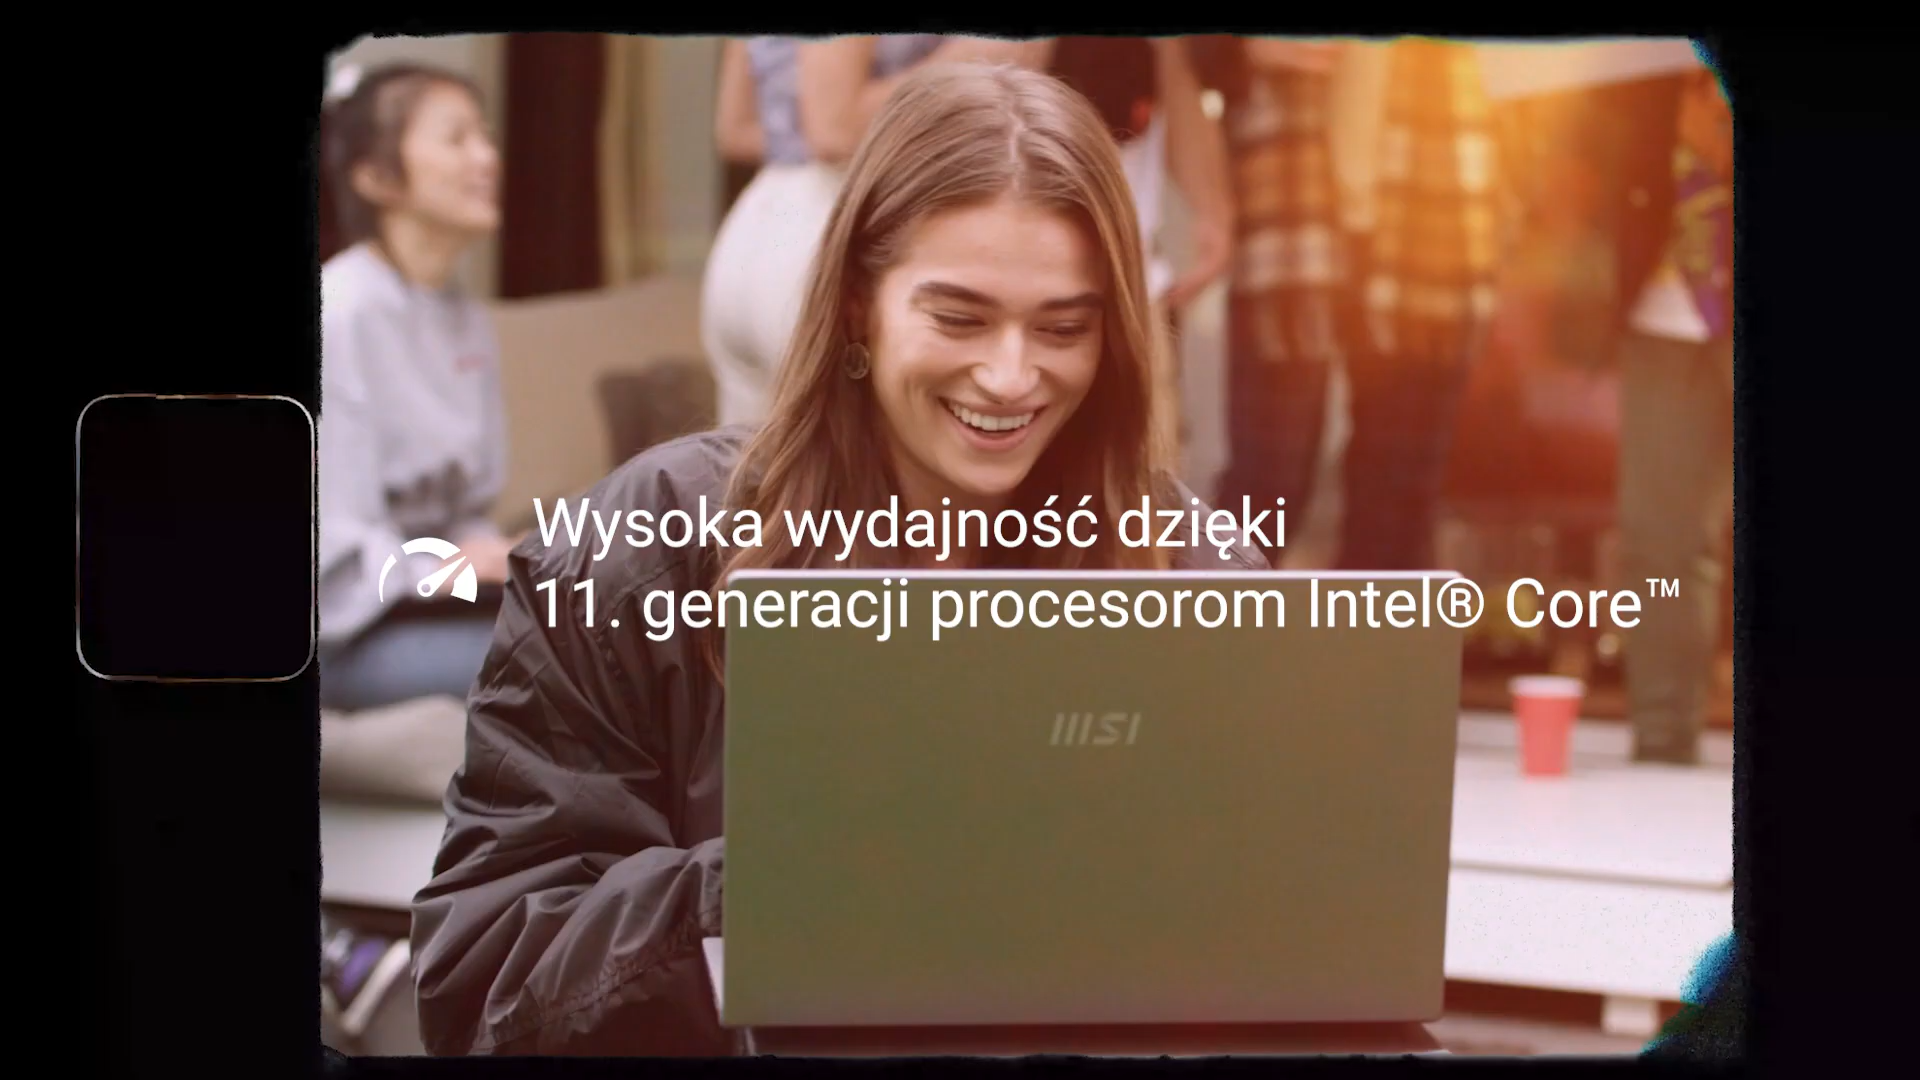 Wysoka wydajność dzięki
11. generacji procesorom Intel® Core™
msi